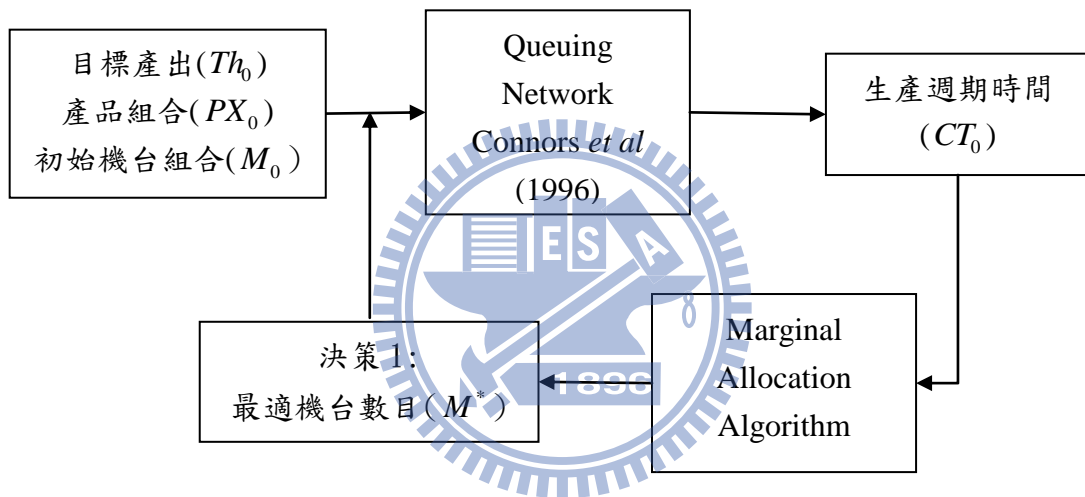 目標產出(Th₀)
產品組合(PX₀)
初始機台組合(M₀)
Queuing
Network
Connors et al
(1996)
生產週期時間
(CT₀)
決策 1:
最適機台數目(M*)
Marginal
Allocation
Algorithm
E S A
1896